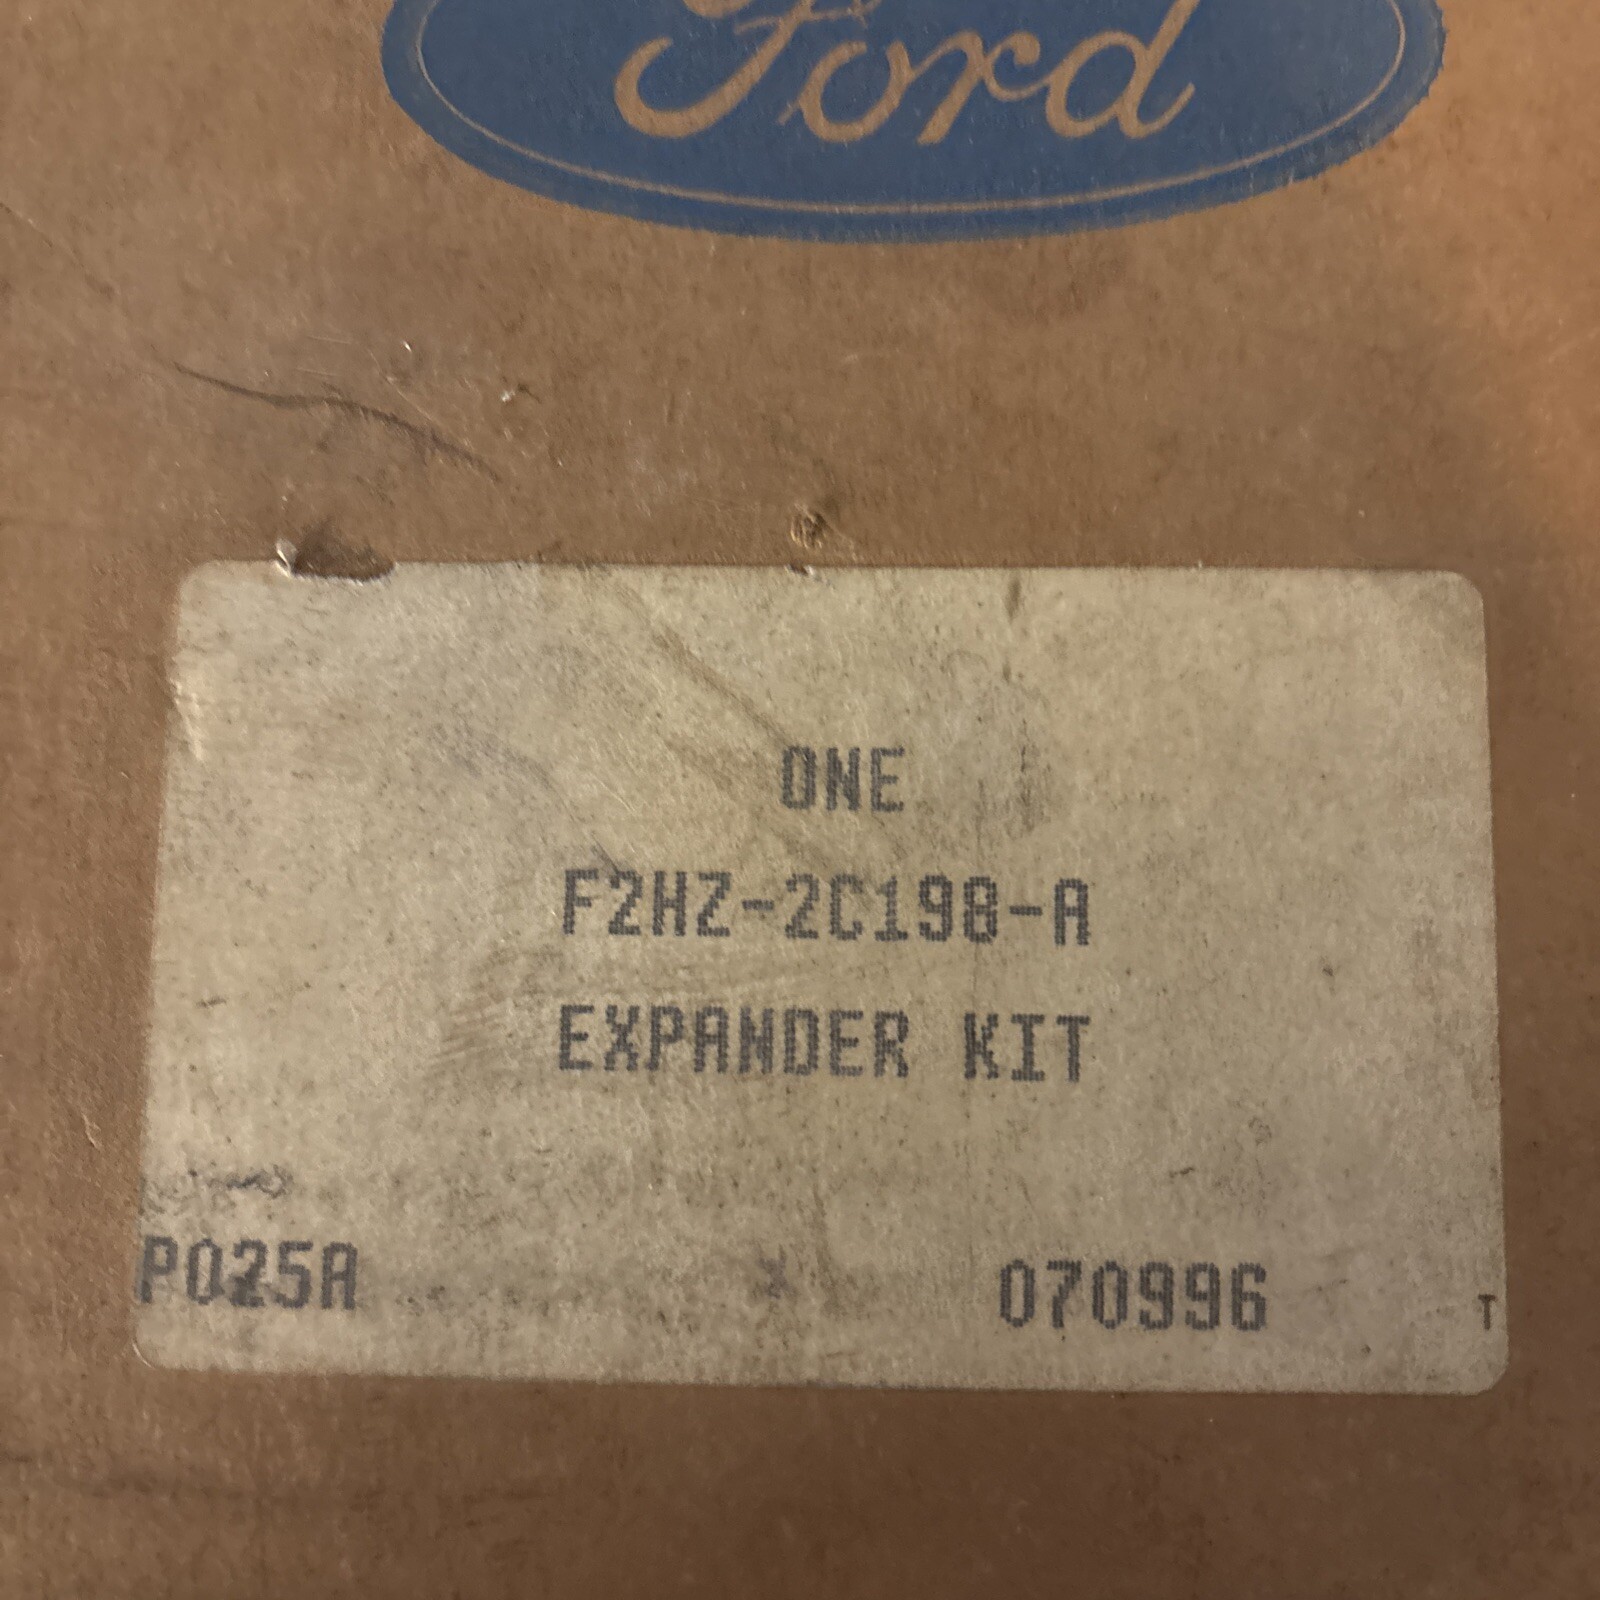 Ford
ONE
F2HZ-2C198-A
EXPANDER KIT
P025A 070996 T